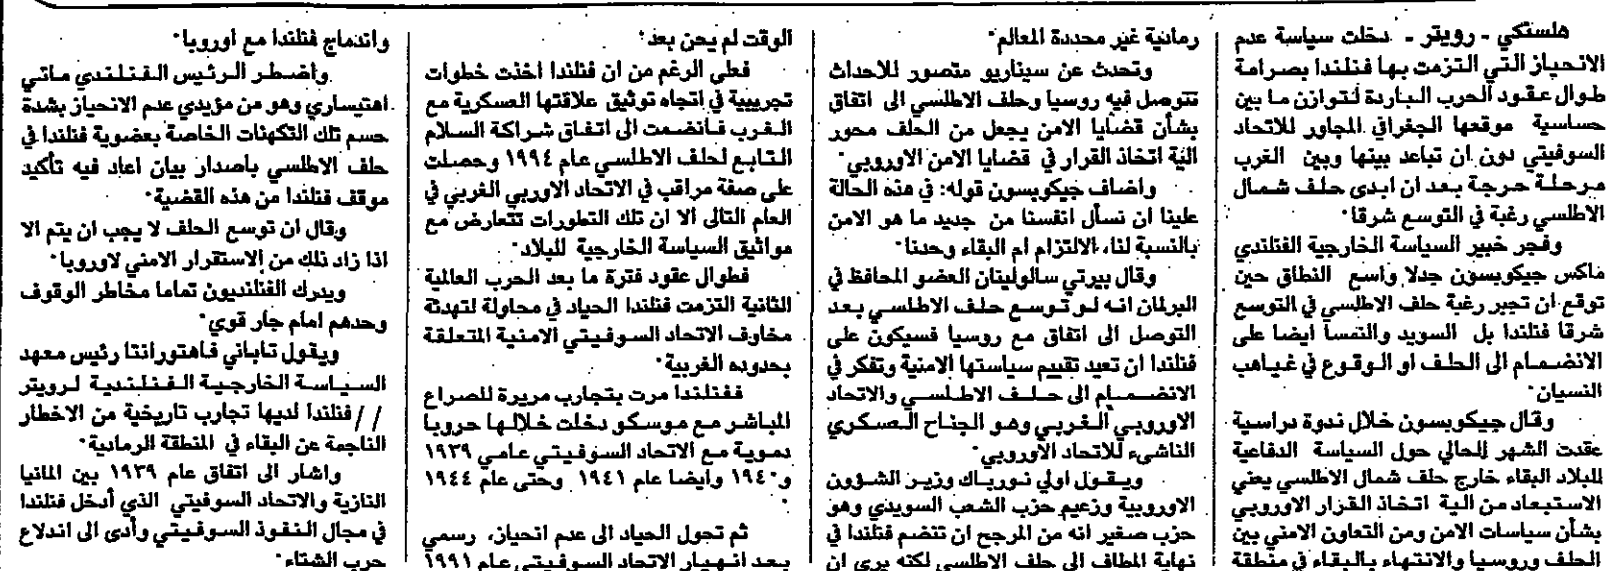 هلسنكي - رويتر - دخلت سياسة عدم
الانحياز التي التزمت بها فنلندا بصرامة
طوال عقود الحرب الباردة لتوازن ما بين
حساسية موقعها الجغرافي المجاور للاتحاد
السوفيتي دون ان تباعد بينها وبين الغرب
مرحلة حرجة بعد ان ابدى حلف شمال
الاطلسي رغبة في التوسع شرقا٠
وفجر خبير السياسة الخارجية الفنلندي
ماكس جيكوبسون جدلا واسع النطاق حين
توقع ان تجبر رغبة حلف الاطلسي في التوسع
شرقا فنلندا بل السويد والنمسا ايضا على
الانضمام الى الحلف او الوقوع في غياهب
النسيان٠
وقال جيكوبسون خلال ندوة دراسية
عقدت الشهر الحالي حول السياسة الدفاعية
للبلاد البقاء خارج حلف شمال الاطلسي يعني
الاستبعاد من الية اتخاذ القرار الاوروبي
بشأن سياسات الامن ومن التعاون الامني بين
الحلف وروسيا والانتهاء بالبقاء في منطقة
رمادية غير محددة المعالم٠
وتحدث عن سيناريو متصور للاحداث
تتوصل فيه روسيا وحلف الاطلسي الى اتفاق
بشأن قضايا الامن يجعل من الحلف محور
الية اتخاذ القرار في قضايا الامن الاوروبي٠
واضاف جيكوبسون قوله: في هذه الحالة
علينا ان نسأل انفسنا من جديد ما هو الامن
بالنسبة لنا، الالتزام ام البقاء وحدنا٠
وقال بيرتي سالولينان العضو المحافظ في
البرلمان انه لو توسع حلف الاطلسي بعد
التوصل الى اتفاق مع روسيا فسيكون على
فنلندا ان تعيد تقييم سياستها الامنية وتفكر في
الانضمام الى حلف الاطلسي والاتحاد
الاوروبي الغربي وهو الجناح العسكري
الناشيء للاتحاد الاوروبي٠
ويقول اولي نورباك وزير الشؤون
الاوروبية وزعيم حزب الشعب السويدي وهو
حزب صغير انه من المرجح ان تنضم فنلندا في
نهاية المطاف الى حلف الاطلسي لكنه يرى ان
الوقت لم يحن بعد٠
فعلى الرغم من ان فنلندا اخذت خطوات
تجريبية في اتجاه توثيق علاقتها العسكرية مع
الغرب فانضمت الى اتفاق شراكة السلام
التابع لحلف الاطلسي عام ١٩٩٤ وحصلت
على صفة مراقب في الاتحاد الاوربي الغربي في
العام التالى الا ان تلك التطورات تتعارض مع
مواثيق السياسة الخارجية للبلاد٠
فطوال عقود فترة ما بعد الحرب العالمية
الثانية التزمت فنلندا الحياد في محاولة لتهدئة
مخاوف الاتحاد السوفيتي الامنية المتعلقة
بحدوده الغربية٠
ففنلندا مرت بتجارب مريرة للصراع
المباشر مع موسكو دخلت خلالها حروبا
دموية مع الاتحاد السوفيتي عامي ١٩٣٩
و١٩٤٠ وايضا عام ١٩٤١ وحتى عام ١٩٤٤
٠
ثم تحول الحياد الى عدم انحياز، رسمي
بعد انهيار الاتحاد السوفيتي عام ١٩٩١
واندماج فنلندا مع اوروبا٠
واضطر الرئيس الفنلندي ماتي
اهتيساري وهو من مؤيدي عدم الانحياز بشدة
حسم تلك التكهنات الخاصة بعضوية فنلندا في
حلف الاطلسي باصدار بيان اعاد فيه تأكيد
موقف فنلندا من هذه القضية٠
وقال ان توسع الحلف لا يجب ان يتم الا
اذا زاد ذلك من الاستقرار الامني لاوروبا٠
ويدرك الفنلنديون تماما مخاطر الوقوف
وحدهم امام جار قوي٠
ويقول تاباني فاهتورانتا رئيس معهد
السياسة الخارجية الفنلندية لرويتر
//فنلندا لديها تجارب تاريخية من الاخطار
الناجمة عن البقاء في المنطقة الرمادية٠
واشار الى اتفاق عام ١٩٣٩ بين المانيا
النازية والاتحاد السوفيتي الذي أدخل فنلندا
في مجال النفوذ السوفيتي وأدى الى اندلاع
حرب الشتاء٠